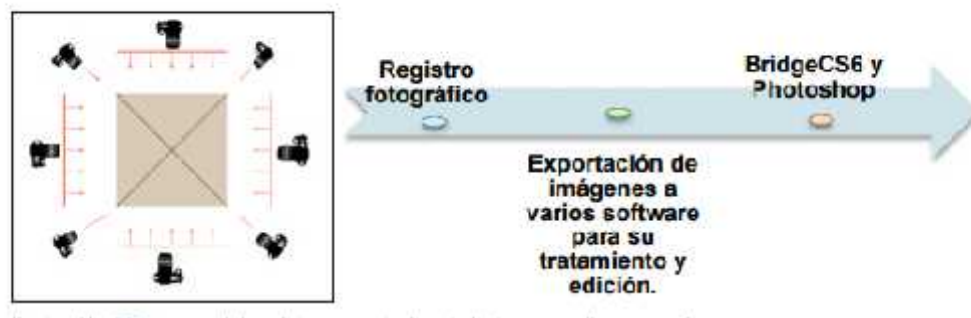 Registro
fotográfico
Exportación de
imágenes a
varios software
para su
tratamiento y
edición.
BridgeCS6 y
Photoshop